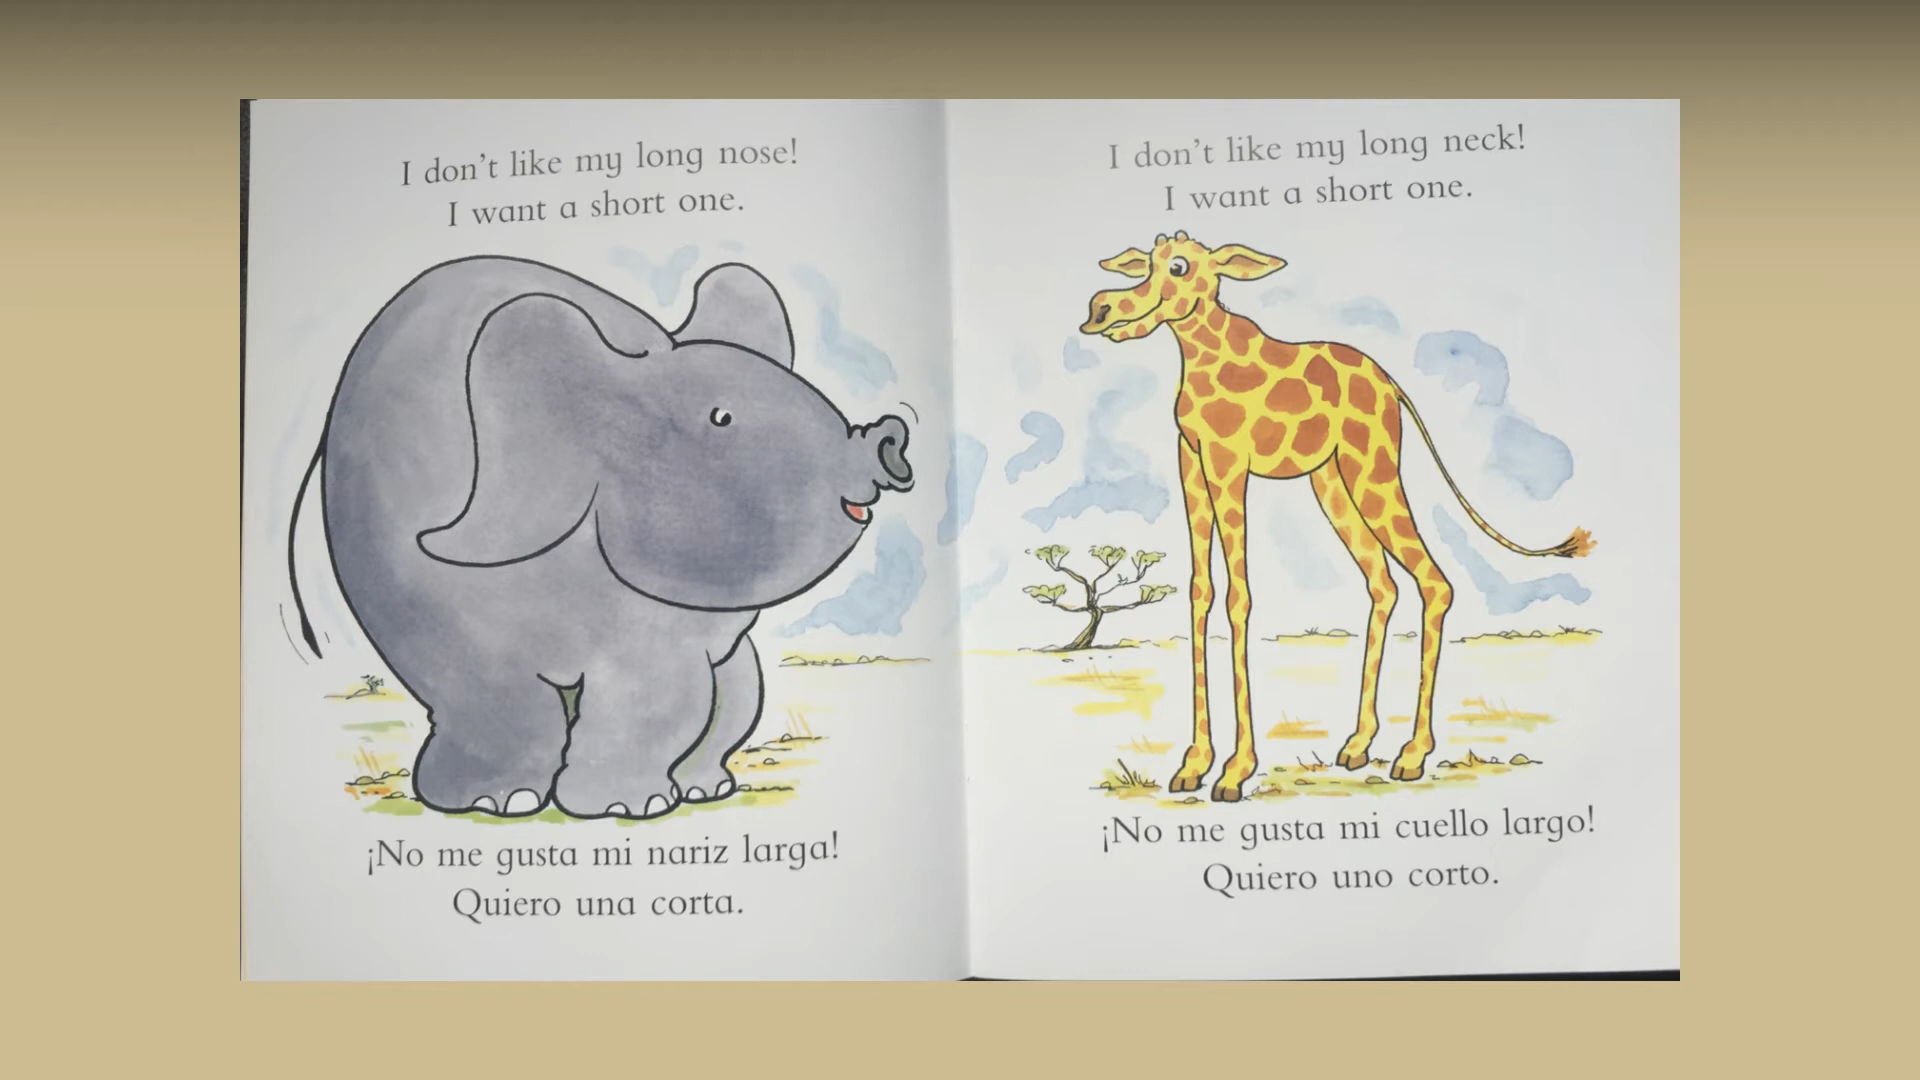 I don't like my long nose!
I want a short one.
¡No me gusta mi nariz larga!
Quiero una corta.
I don't like my long neck!
I want a short one.
¡No me gusta mi cuello largo!
Quiero uno corto.